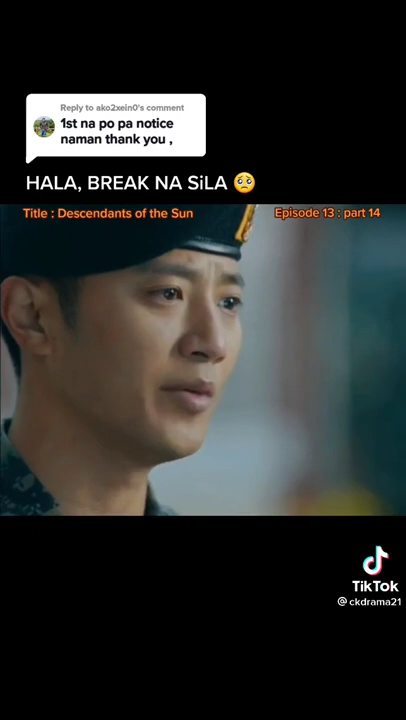 Reply to ako2xein0's comment
1st na po pa notice
naman thank you ,
HALA, BREAK NA SiLA 🥺
Title : Descendants of the Sun
Episode 13 : part 14
TikTok
@ckdrama21